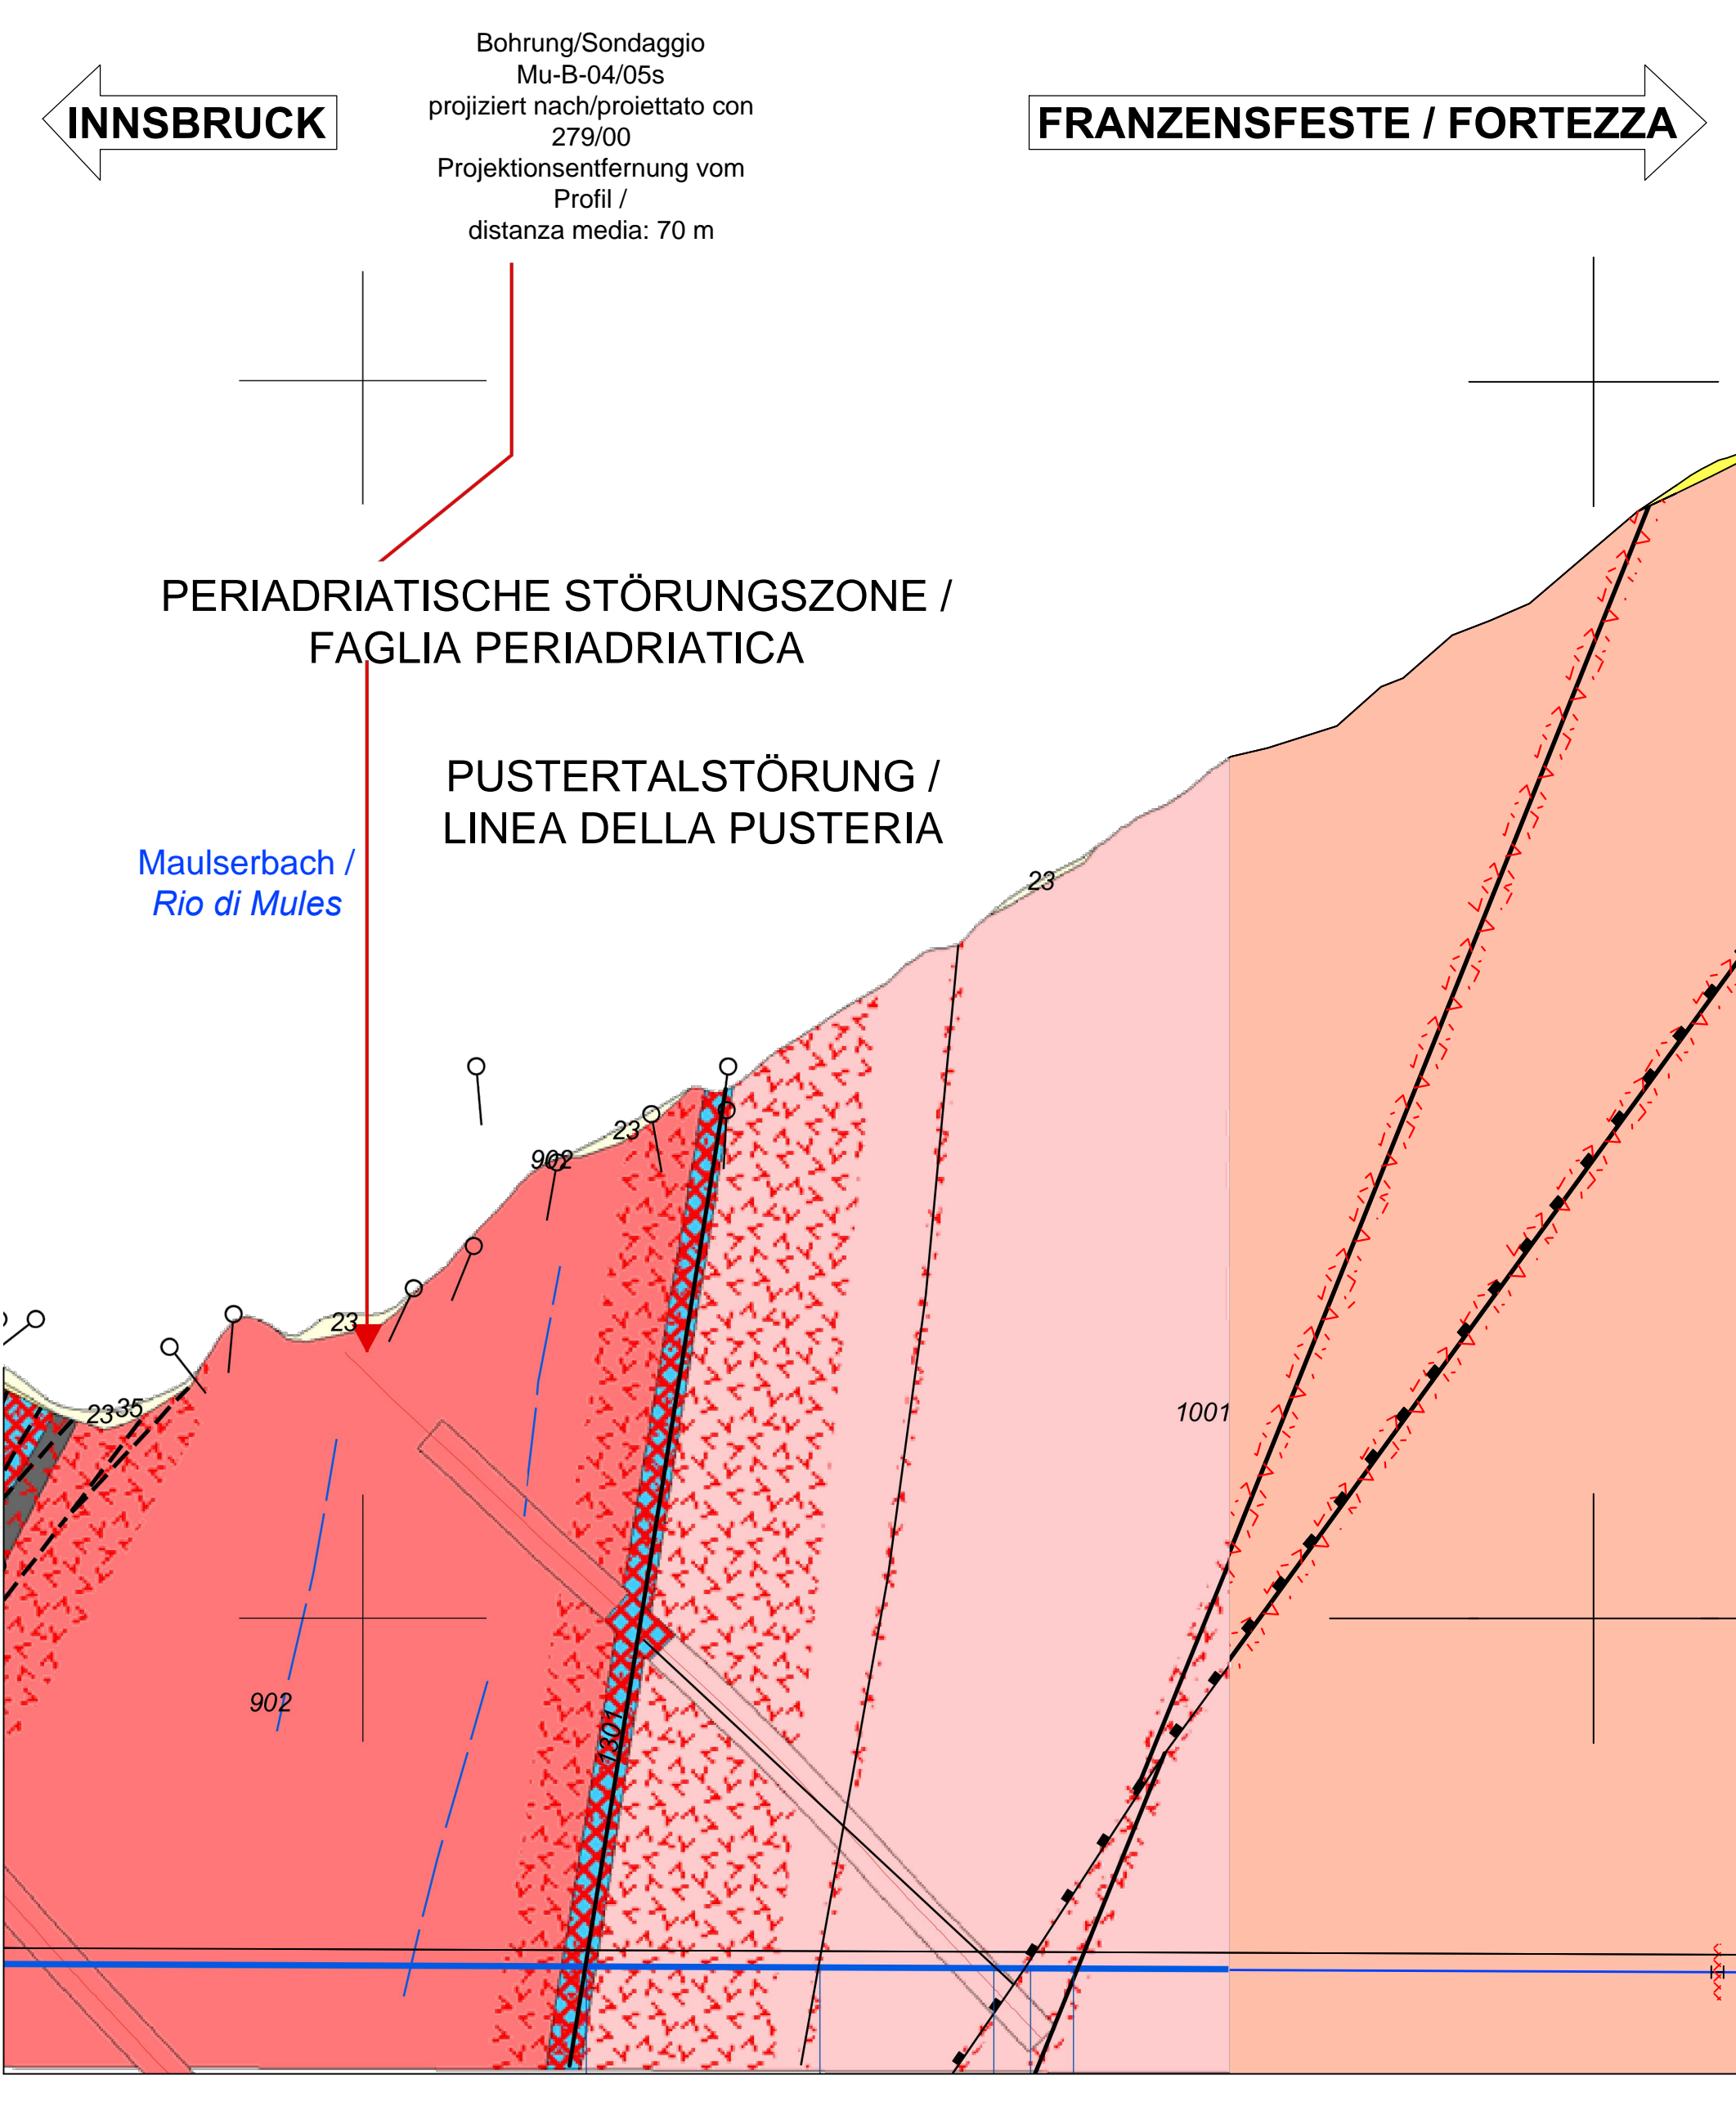 Bohrung/Sondaggio
Mu-B-04/05s
projiziert nach/proiettato con
279/00
Projektionsentfernung vom
Profil /
distanza media: 70 m
INNSBRUCK
FRANZENSFESTE / FORTEZZA
PERIADRIATISCHE STÖRUNGSZONE /
FAGLIA PERIADRIATICA
PUSTERTALSTÖRUNG /
LINEA DELLA PUSTERIA
Maulserbach /
Rio di Mules
23
23
902
23
23
35
1001
902
1301